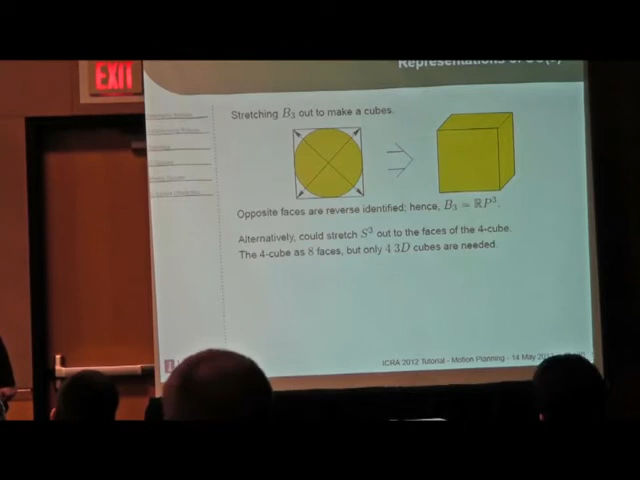 EXIT
Representations of
Stretching B₃ out to make a cubes.
Opposite faces are reverse identified; hence, B₃ = ℝP³.
Alternatively, could stretch S³ out to the faces of the 4-cube.
The 4-cube as 8 faces, but only 4 3D cubes are needed.
ICRA 2012 Tutorial - Motion Planning - 14 May